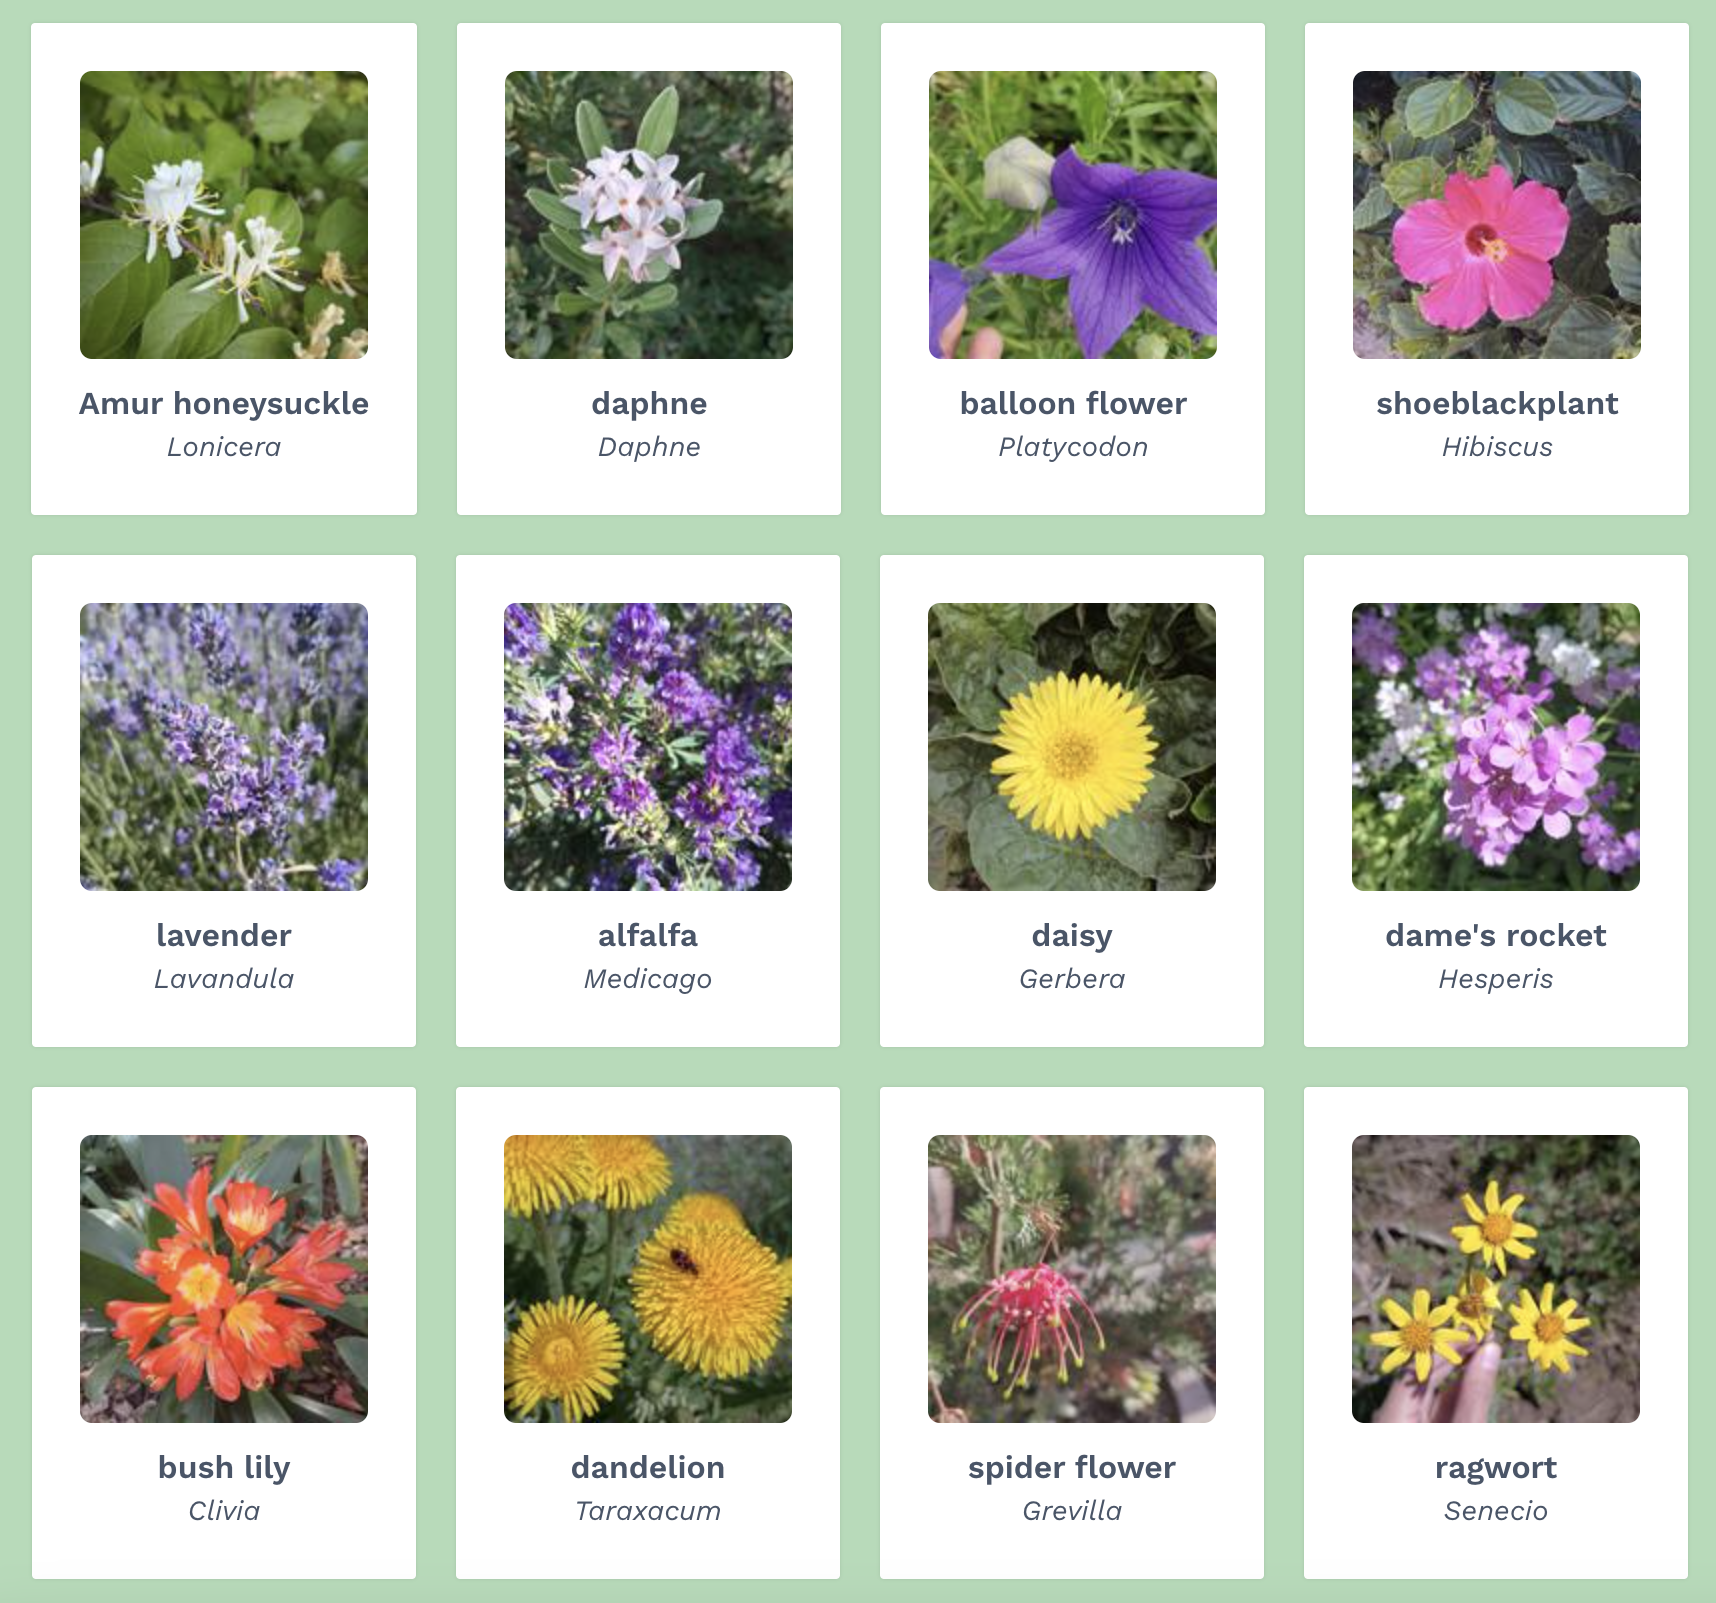 Amur honeysuckle
Lonicera
daphne
Daphne
balloon flower
Platycodon
shoeblackplant
Hibiscus
lavender
Lavandula
alfalfa
Medicago
daisy
Gerbera
dame's rocket
Hesperis
bush lily
Clivia
dandelion
Taraxacum
spider flower
Grevilla
ragwort
Senecio